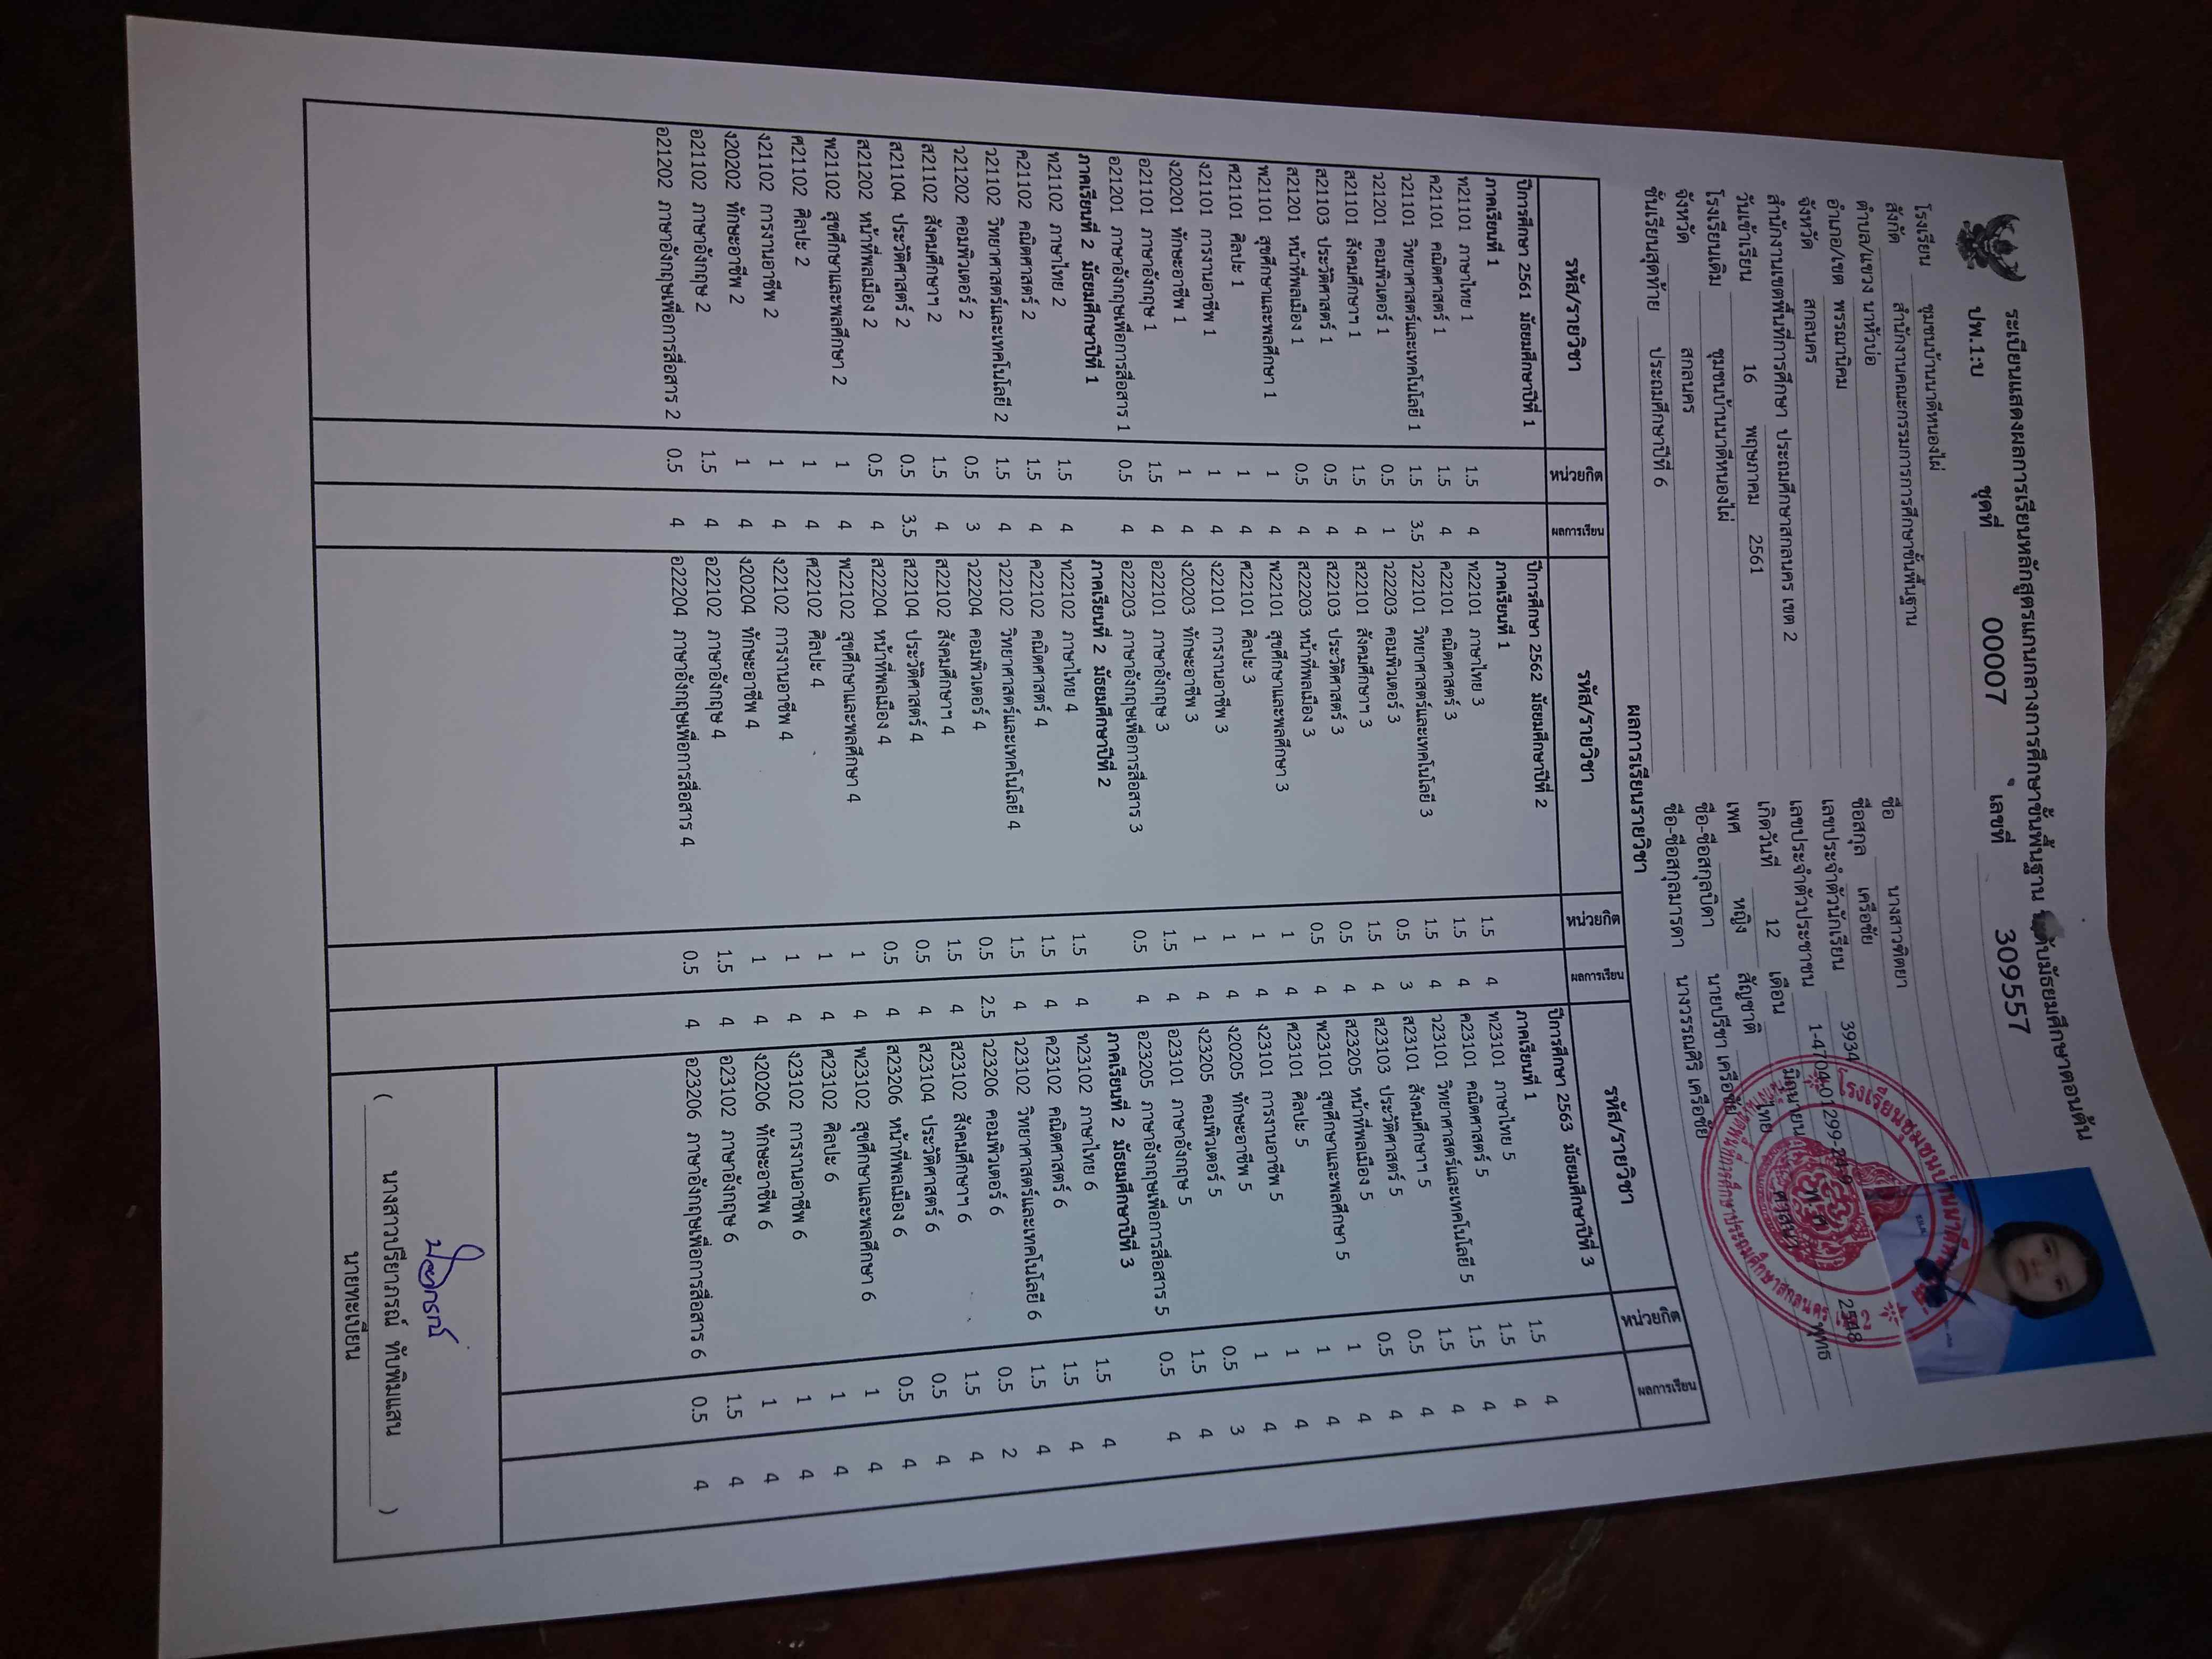 ระเบียนแสดงผลการเรียนหลักสูตรแกนกลางการศึกษาขั้นพื้นฐาน ระดับมัธยมศึกษาตอนต้น
ปพ.1:บ ชุดที่ 00007 เลขที่ 309557
โรงเรียน ชุมชนบ้านนาดีหนองไผ่
สังกัด สำนักงานคณะกรรมการการศึกษาขั้นพื้นฐาน
ตำบล/แขวง นาหัวบ่อ
อำเภอ/เขต พรรณานิคม
จังหวัด สกลนคร
สำนักงานเขตพื้นที่การศึกษา ประถมศึกษาสกลนคร เขต 2
วันเข้าเรียน 16 พฤษภาคม 2561
โรงเรียนเดิม ชุมชนบ้านนาดีหนองไผ่
จังหวัด สกลนคร
ชั้นเรียนสุดท้าย ประถมศึกษาปีที่ 6
ชื่อ นางสาวฑิตยา
ชื่อสกุล เครือชัย
เลขประจำตัวนักเรียน 3934
เลขประจำตัวประชาชน
เกิดวันที่ 12 เดือน มิถุนายน 2548
เพศ หญิง สัญชาติ ไทย ศาสนา พุทธ
ชื่อ-ชื่อสกุลบิดา นายปรีชา เครือชัย
ชื่อ-ชื่อสกุลมารดา นางวรรณศิริ เครือชัย
ผลการเรียนรายวิชา
รหัส/รายวิชา หน่วยกิต ผลการเรียน
ปีการศึกษา 2561 มัธยมศึกษาปีที่ 1
ภาคเรียนที่ 1
ท21101 ภาษาไทย 1 1.5 4
ค21101 คณิตศาสตร์ 1 1.5 4
ว21101 วิทยาศาสตร์และเทคโนโลยี 1 1.5 3.5
ว21201 คอมพิวเตอร์ 1 0.5 1
ส21101 สังคมศึกษาฯ 1 1.5 4
ส21103 ประวัติศาสตร์ 1 0.5 4
ส21201 หน้าที่พลเมือง 1 0.5 4
พ21101 สุขศึกษาและพลศึกษา 1 1 4
ศ21101 ศิลปะ 1 1 4
ง21101 การงานอาชีพ 1 1 4
ง20201 ทักษะอาชีพ 1 1 4
อ21101 ภาษาอังกฤษ 1 1.5 4
อ21201 ภาษาอังกฤษเพื่อการสื่อสาร 1 0.5 4
ภาคเรียนที่ 2 มัธยมศึกษาปีที่ 1
ท21102 ภาษาไทย 2 1.5 4
ค21102 คณิตศาสตร์ 2 1.5 4
ว21102 วิทยาศาสตร์และเทคโนโลยี 2 1.5 4
ว21202 คอมพิวเตอร์ 2 0.5 3
ส21102 สังคมศึกษาฯ 2 1.5 4
ส21104 ประวัติศาสตร์ 2 0.5 3.5
ส21202 หน้าที่พลเมือง 2 0.5 4
พ21102 สุขศึกษาและพลศึกษา 2 1 4
ศ21102 ศิลปะ 2 1 4
ง21102 การงานอาชีพ 2 1 4
ง20202 ทักษะอาชีพ 2 1 4
อ21102 ภาษาอังกฤษ 2 1.5 4
อ21202 ภาษาอังกฤษเพื่อการสื่อสาร 2 0.5 4
รหัส/รายวิชา หน่วยกิต ผลการเรียน
ปีการศึกษา 2562 มัธยมศึกษาปีที่ 2
ภาคเรียนที่ 1
ท22101 ภาษาไทย 3 1.5 4
ค22101 คณิตศาสตร์ 3 1.5 4
ว22101 วิทยาศาสตร์และเทคโนโลยี 3 1.5 4
ว22203 คอมพิวเตอร์ 3 0.5 3
ส22101 สังคมศึกษาฯ 3 1.5 4
ส22103 ประวัติศาสตร์ 3 0.5 4
ส22203 หน้าที่พลเมือง 3 0.5 4
พ22101 สุขศึกษาและพลศึกษา 3 1 4
ศ22101 ศิลปะ 3 1 4
ง22101 การงานอาชีพ 3 1 4
ง20203 ทักษะอาชีพ 3 1 4
อ22101 ภาษาอังกฤษ 3 1.5 4
อ22203 ภาษาอังกฤษเพื่อการสื่อสาร 3 0.5 4
ภาคเรียนที่ 2 มัธยมศึกษาปีที่ 2
ท22102 ภาษาไทย 4 1.5 4
ค22102 คณิตศาสตร์ 4 1.5 4
ว22102 วิทยาศาสตร์และเทคโนโลยี 4 1.5 4
ว22204 คอมพิวเตอร์ 4 0.5 2.5
ส22102 สังคมศึกษาฯ 4 1.5 4
ส22104 ประวัติศาสตร์ 4 0.5 4
ส22204 หน้าที่พลเมือง 4 0.5 4
พ22102 สุขศึกษาและพลศึกษา 4 1 4
ศ22102 ศิลปะ 4 1 4
ง22102 การงานอาชีพ 4 1 4
ง20204 ทักษะอาชีพ 4 1 4
อ22102 ภาษาอังกฤษ 4 1.5 4
อ22204 ภาษาอังกฤษเพื่อการสื่อสาร 4 0.5 4
รหัส/รายวิชา หน่วยกิต ผลการเรียน
ปีการศึกษา 2563 มัธยมศึกษาปีที่ 3
ภาคเรียนที่ 1
ท23101 ภาษาไทย 5 1.5 4
ค23101 คณิตศาสตร์ 5 1.5 4
ว23101 วิทยาศาสตร์และเทคโนโลยี 5 1.5 4
ส23101 สังคมศึกษาฯ 5 1.5 4
ส23103 ประวัติศาสตร์ 5 0.5 4
ส23205 หน้าที่พลเมือง 5 0.5 4
พ23101 สุขศึกษาและพลศึกษา 5 1 4
ศ23101 ศิลปะ 5 1 4
ง23101 การงานอาชีพ 5 1 4
ง20205 ทักษะอาชีพ 5 1 4
ว23205 คอมพิวเตอร์ 5 0.5 3
อ23101 ภาษาอังกฤษ 5 1.5 4
อ23205 ภาษาอังกฤษเพื่อการสื่อสาร 5 0.5 4
ภาคเรียนที่ 2 มัธยมศึกษาปีที่ 3
ท23102 ภาษาไทย 6 1.5 4
ค23102 คณิตศาสตร์ 6 1.5 4
ว23102 วิทยาศาสตร์และเทคโนโลยี 6 1.5 4
ว23206 คอมพิวเตอร์ 6 0.5 2
ส23102 สังคมศึกษาฯ 6 1.5 4
ส23104 ประวัติศาสตร์ 6 0.5 4
ส23206 หน้าที่พลเมือง 6 0.5 4
พ23102 สุขศึกษาและพลศึกษา 6 1 4
ศ23102 ศิลปะ 6 1 4
ง23102 การงานอาชีพ 6 1 4
ง20206 ทักษะอาชีพ 6 1 4
อ23102 ภาษาอังกฤษ 6 1.5 4
อ23206 ภาษาอังกฤษเพื่อการสื่อสาร 6 0.5 4
( นางสาวปรียาภรณ์ ทับพิมแสน )
นายทะเบียน